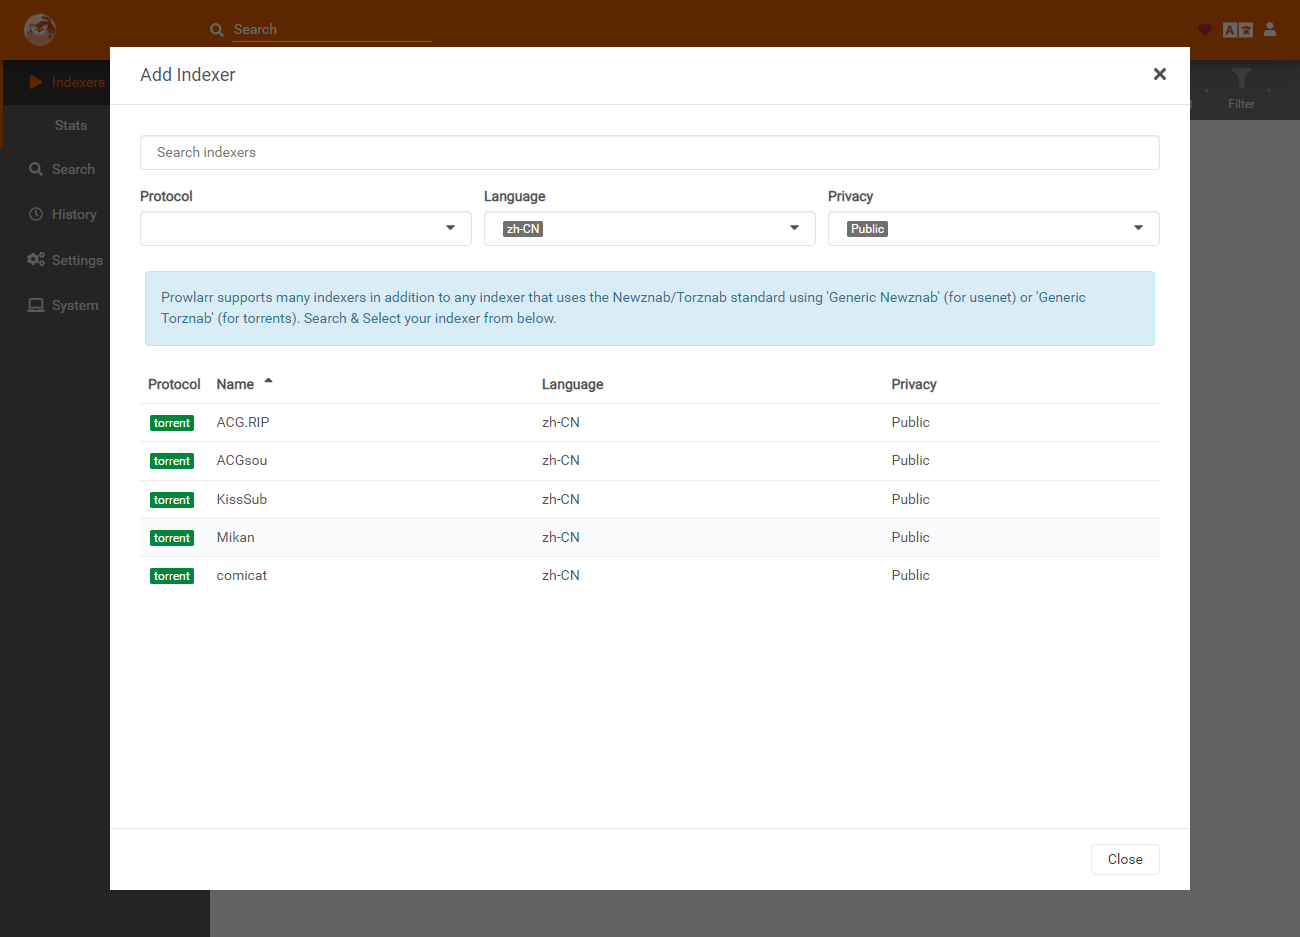 Search
Indexers
Stats
Search
History
Settings
System
Filter
Add Indexer
Search indexers
Protocol Language Privacy
zh-CN Public
Prowlarr supports many indexers in addition to any indexer that uses the Newznab/Torznab standard using 'Generic Newznab' (for usenet) or 'Generic
Torznab' (for torrents). Search & Select your indexer from below.
Protocol Name Language Privacy
torrent ACG.RIP zh-CN Public
torrent ACGsou zh-CN Public
torrent KissSub zh-CN Public
torrent Mikan zh-CN Public
torrent comicat zh-CN Public
Close